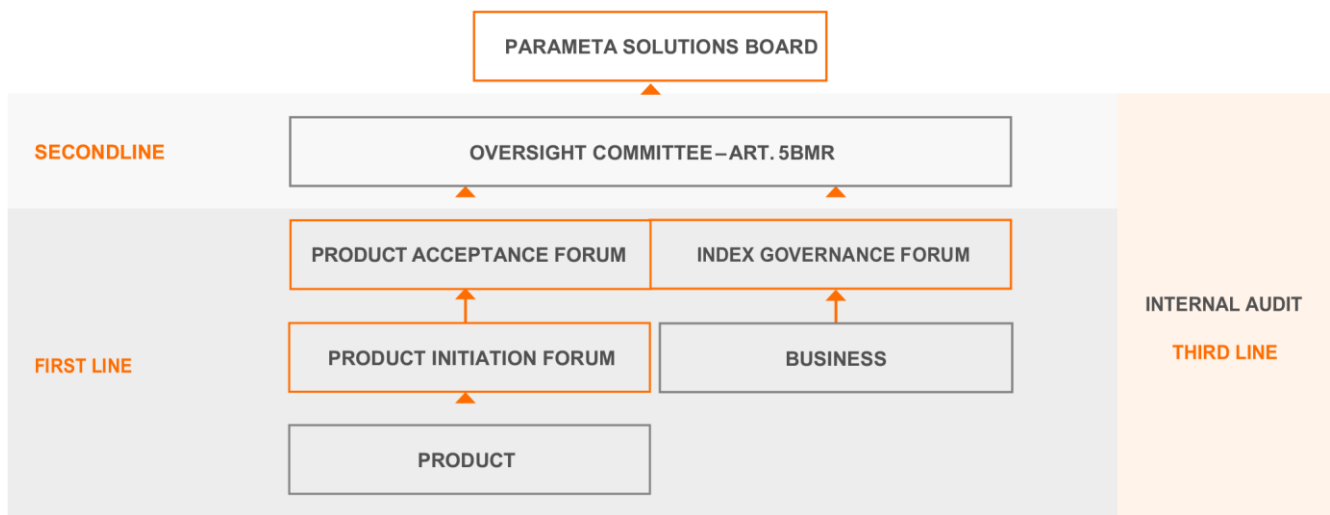 PARAMETA SOLUTIONS BOARD
SECONDLINE
OVERSIGHT COMMITTEE–ART. 5BMR
PRODUCT ACCEPTANCE FORUM
INDEX GOVERNANCE FORUM
INTERNAL AUDIT
THIRD LINE
FIRST LINE
PRODUCT INITIATION FORUM
BUSINESS
PRODUCT